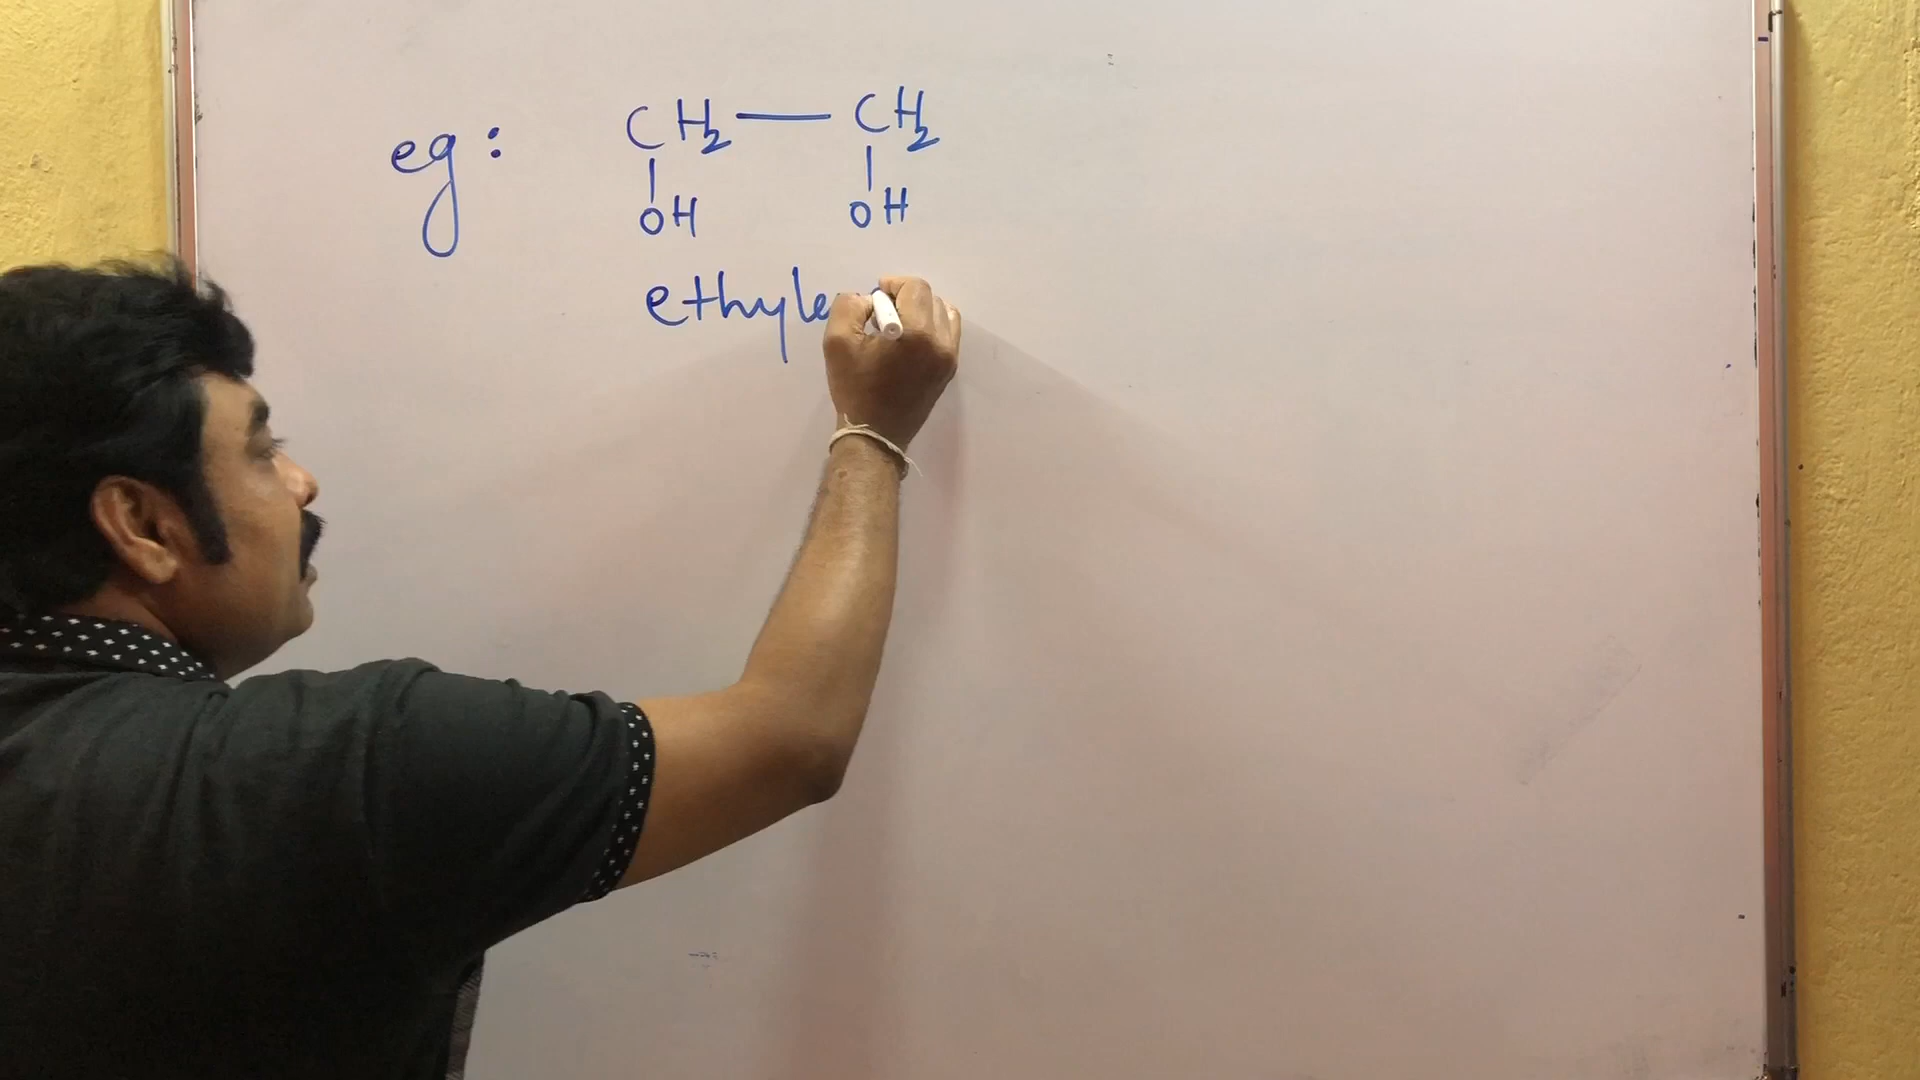 eg: CH2 — CH2
| |
OH OH
ethyle